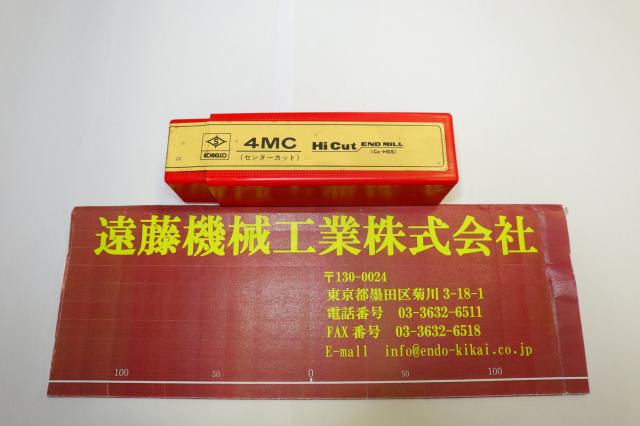 S
KOBELCO
4MC
(センターカット)
Hi Cut END MILL
(Co-HSS)
遠藤機械工業株式会社
〒130-0024
東京都墨田区菊川 3-18-1
電話番号 03-3632-6511
FAX 番号 03-3632-6518
E-mall info@endo-kikai.co.jp
100 50 0 50 100